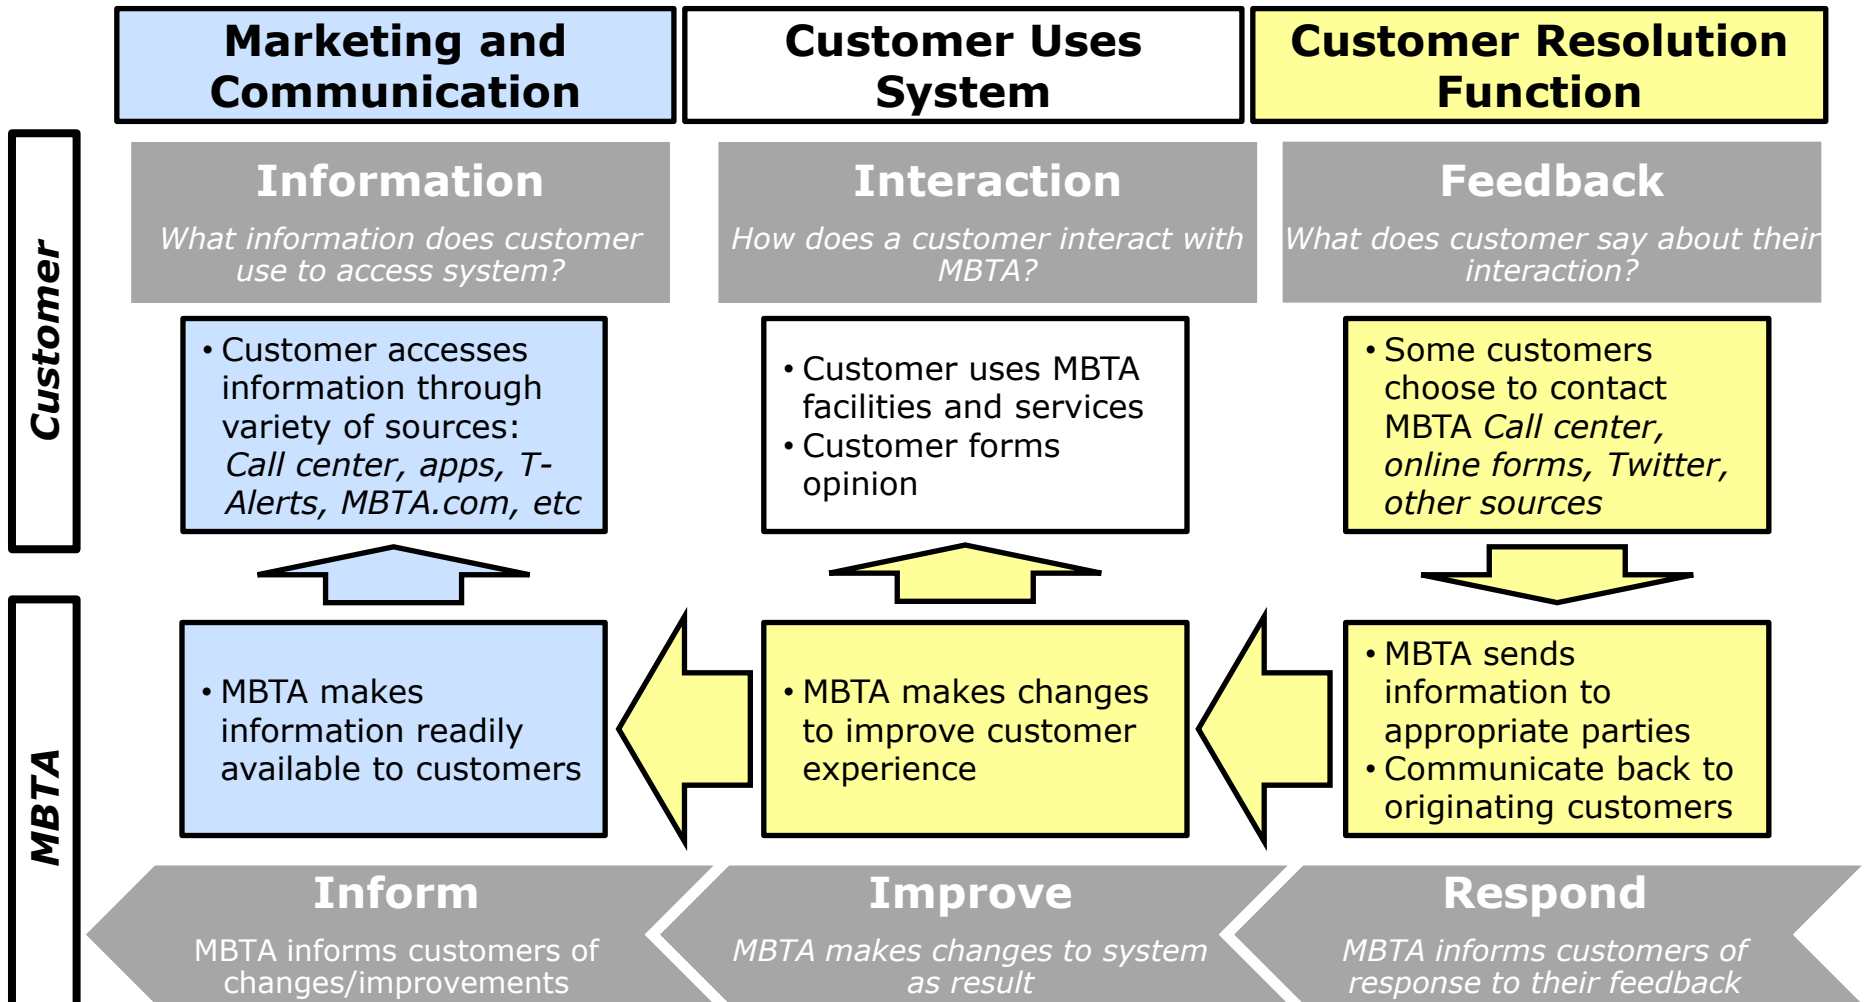 Marketing and
Communication
Customer Uses
System
Customer Resolution
Function
Customer
Information
What information does customer
use to access system?
Interaction
How does a customer interact with
MBTA?
Feedback
What does customer say about their
interaction?
• Customer accesses
information through
variety of sources:
Call center, apps, T-
Alerts, MBTA.com, etc
• Customer uses MBTA
facilities and services
• Customer forms
opinion
• Some customers
choose to contact
MBTA Call center,
online forms, Twitter,
other sources
MBTA
• MBTA makes
information readily
available to customers
• MBTA makes changes
to improve customer
experience
• MBTA sends
information to
appropriate parties
• Communicate back to
originating customers
Inform
MBTA informs customers of
changes/improvements
Improve
MBTA makes changes to system
as result
Respond
MBTA informs customers of
response to their feedback